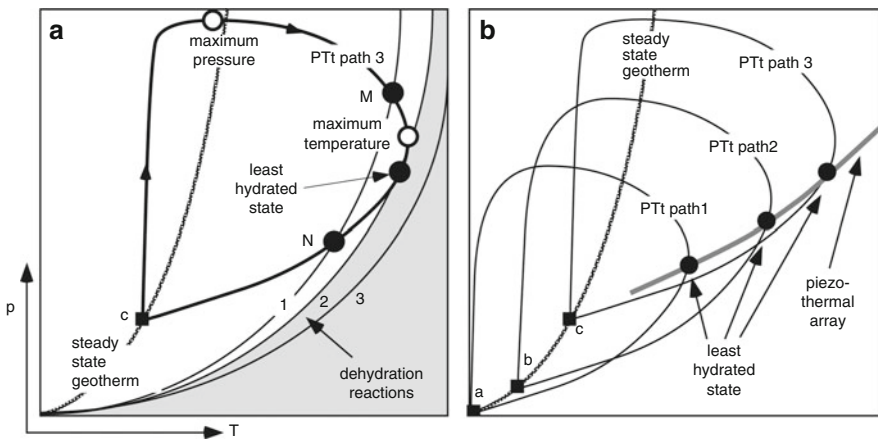 a
maximum
pressure
PTt path 3
M
maximum
temperature
least
hydrated
state
N
c
1
2
3
steady
state
geotherm
dehydration
reactions
p
T
b
steady
state
geotherm
PTt path 3
PTt path2
PTt path1
piezo-
thermal
array
least
hydrated
state
c
b
a